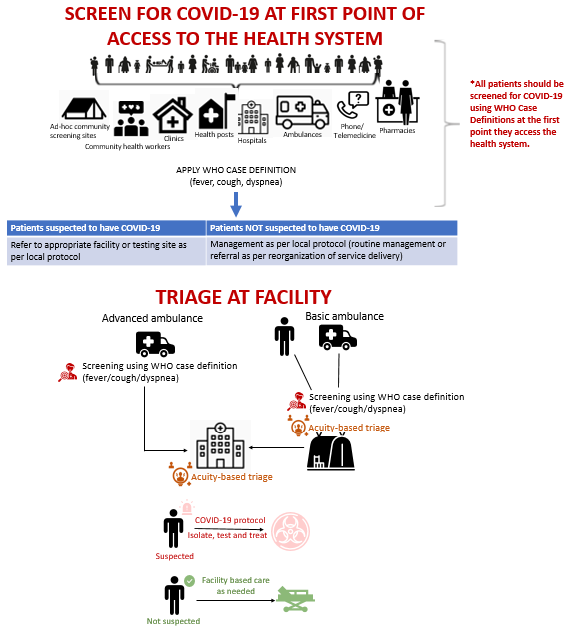 SCREEN FOR COVID-19 AT FIRST POINT OF
ACCESS TO THE HEALTH SYSTEM
*All patients should be
screened for COVID-19
using WHO Case
Definitions at the first
point they access the
health system.
Ad-hoc community
screening sites
Community health workers
Clinics
Health posts
Hospitals
Ambulances
Phone/
Telemedicine
Pharmacies
APPLY WHO CASE DEFINITION
(fever, cough, dyspnea)
Patients suspected to have COVID-19
Patients NOT suspected to have COVID-19
Refer to appropriate facility or testing site as
per local protocol
Management as per local protocol (routine management or
referral as per reorganization of service delivery)
TRIAGE AT FACILITY
Advanced ambulance
Basic ambulance
Screening using WHO case definition
(fever/cough/dyspnea)
Screening using WHO case definition
(fever/cough/dyspnea)
Acuity-based triage
Acuity-based triage
COVID-19 protocol
Isolate, test and treat
Suspected
Facility based care
as needed
Not suspected